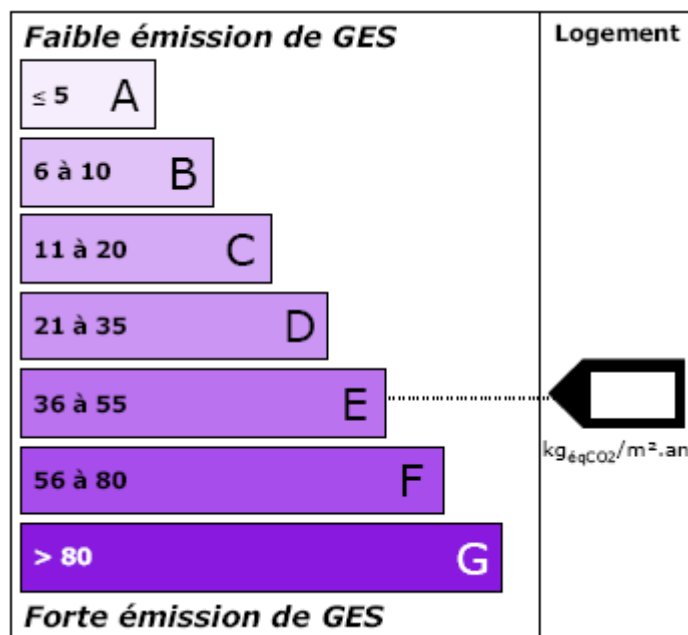 Faible émission de GES
Logement
≤ 5 A
6 à 10 B
11 à 20 C
21 à 35 D
36 à 55 E
kgéqCO2/m².an
56 à 80 F
> 80 G
Forte émission de GES